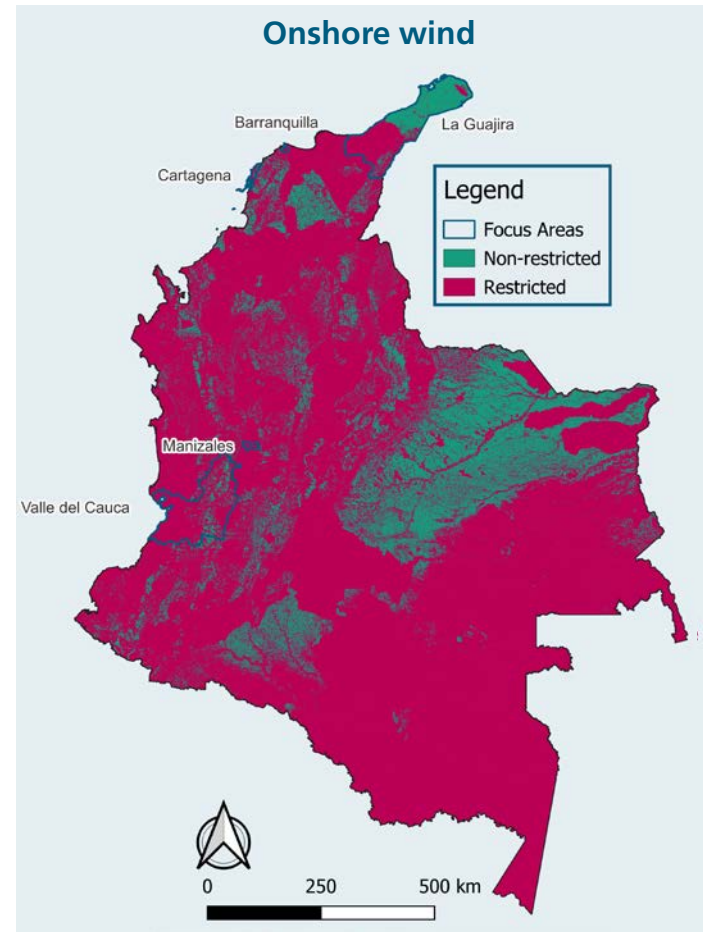 Onshore wind
Barranquilla
La Guajira
Cartagena
Legend
Focus Areas
Non-restricted
Restricted
Manizales
Valle del Cauca
0 250 500 km